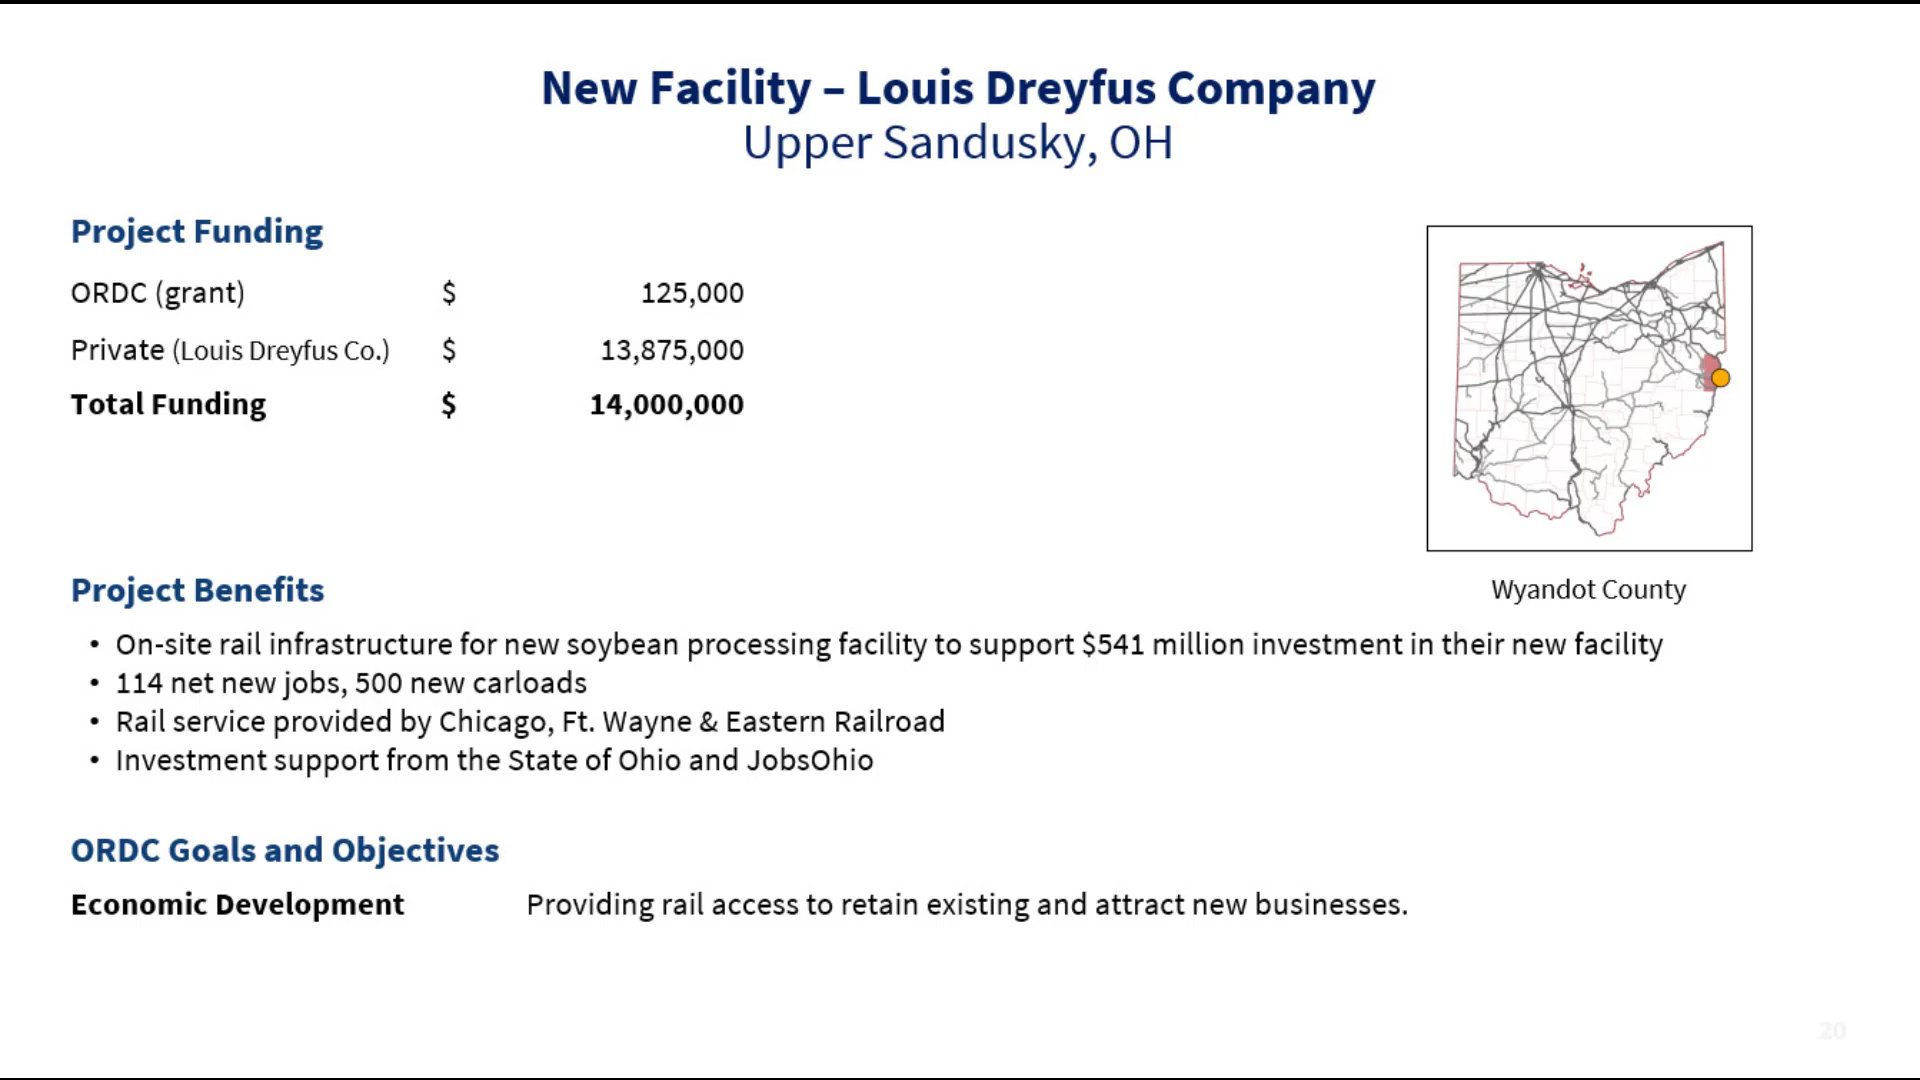 New Facility – Louis Dreyfus Company
Upper Sandusky, OH
Project Funding
ORDC (grant) $ 125,000
Private (Louis Dreyfus Co.) $ 13,875,000
Total Funding $ 14,000,000
Wyandot County
Project Benefits
• On-site rail infrastructure for new soybean processing facility to support $541 million investment in their new facility
• 114 net new jobs, 500 new carloads
• Rail service provided by Chicago, Ft. Wayne & Eastern Railroad
• Investment support from the State of Ohio and JobsOhio
ORDC Goals and Objectives
Economic Development Providing rail access to retain existing and attract new businesses.
20